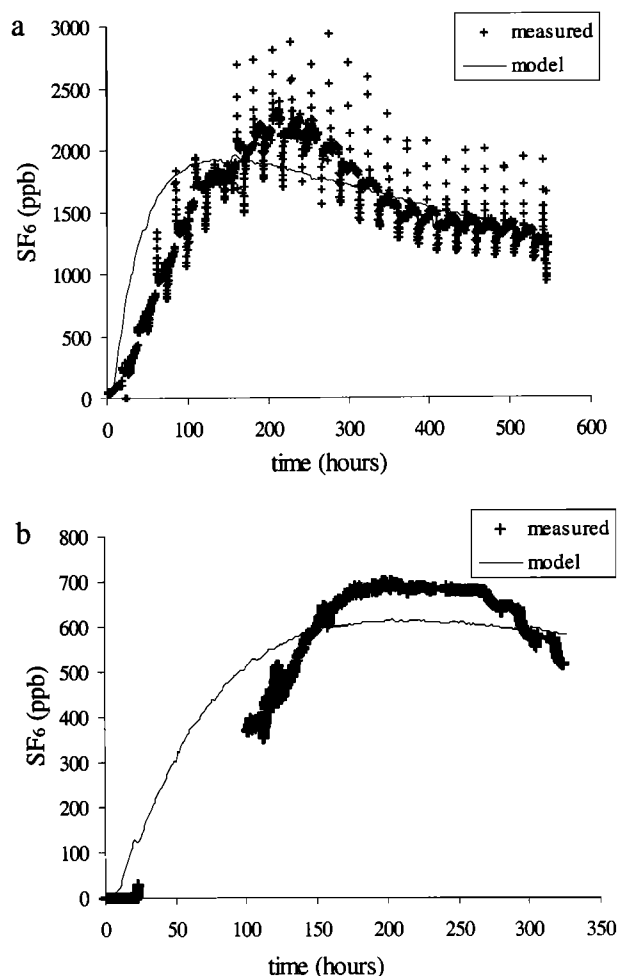 a
measured
model
3000
2500
2000
1500
1000
500
0
SF6 (ppb)
0 100 200 300 400 500 600
time (hours)
b
measured
model
800
700
600
500
400
300
200
100
0
SF6 (ppb)
0 50 100 150 200 250 300 350
time (hours)